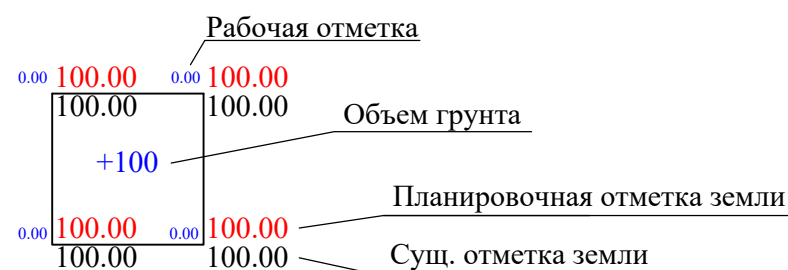 Рабочая отметка
0.00 100.00 0.00 100.00
100.00 100.00
Объем грунта
+100
Планировочная отметка земли
0.00 100.00 0.00 100.00
100.00 100.00
Сущ. отметка земли